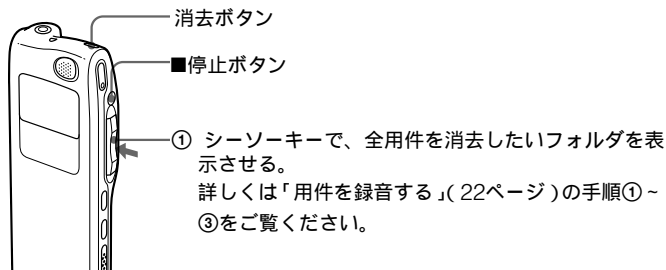 消去ボタン
■停止ボタン
① シーソーキーで、全用件を消去したいフォルダを表
示させる。
詳しくは「用件を録音する」（22ページ）の手順①～
③をご覧ください。